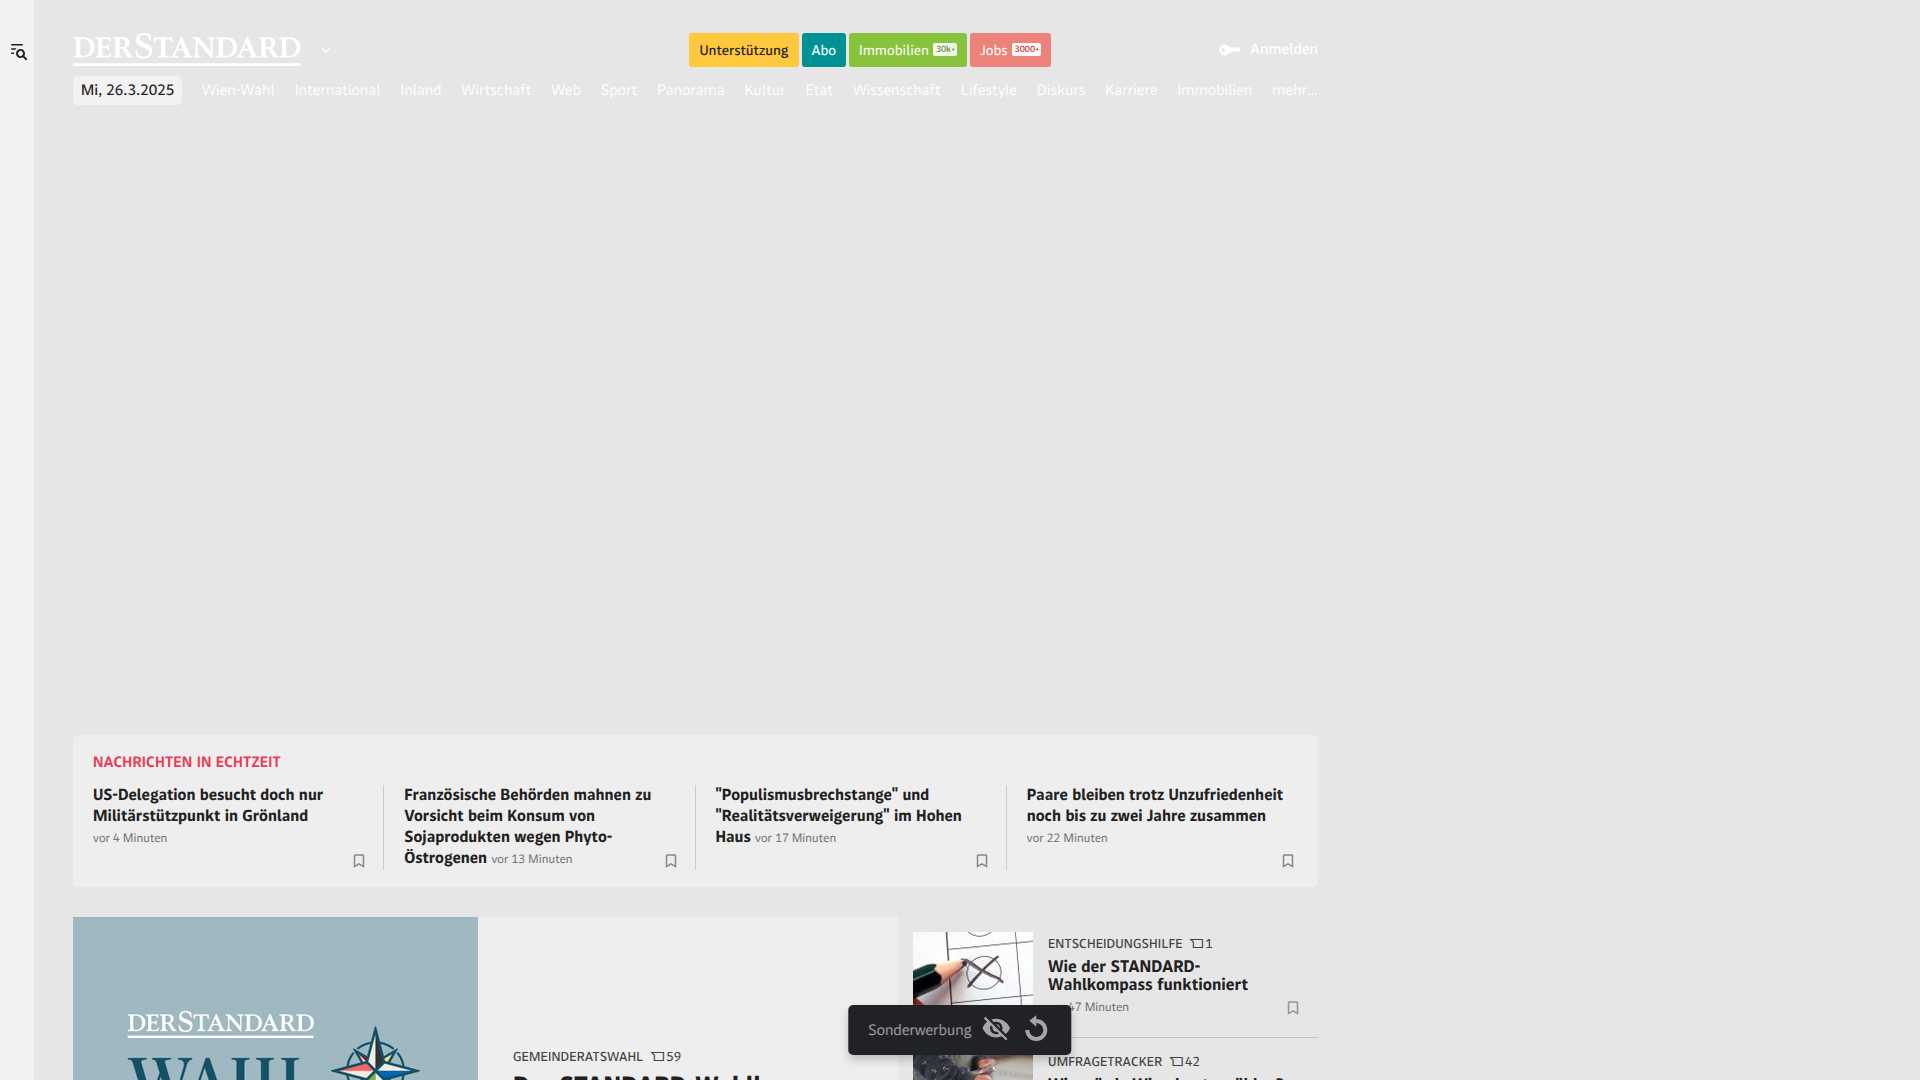 DERSTANDARD
Unterstützung
Abo
Immobilien 30k+
Jobs 3000+
Anmelden
Mi, 26.3.2025
Wien-Wahl International Inland Wirtschaft Web Sport Panorama Kultur Etat Wissenschaft Lifestyle Diskurs Karriere Immobilien mehr...
NACHRICHTEN IN ECHTZEIT
US-Delegation besucht doch nur
Militärstützpunkt in Grönland
vor 4 Minuten
Französische Behörden mahnen zu
Vorsicht beim Konsum von
Sojaprodukten wegen Phyto-
Östrogenen vor 13 Minuten
"Populismusbrechstange" und
"Realitätsverweigerung" im Hohen
Haus vor 17 Minuten
Paare bleiben trotz Unzufriedenheit
noch bis zu zwei Jahre zusammen
vor 22 Minuten
DERSTANDARD
WAHL
GEMEINDERATSWAHL 59
ENTSCHEIDUNGSHILFE 1
Wie der STANDARD-
Wahlkompass funktioniert
47 Minuten
Sonderwerbung
UMFRAGETRACKER 42